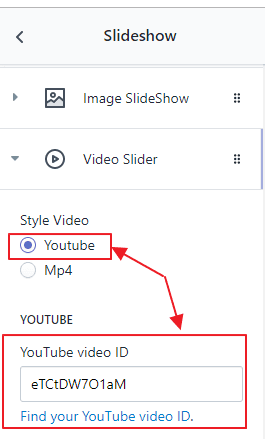 Slideshow
Image SlideShow
Video Slider
Style Video
Youtube
Mp4
YOUTUBE
YouTube video ID
eTCtDW7O1aM
Find your YouTube video ID.